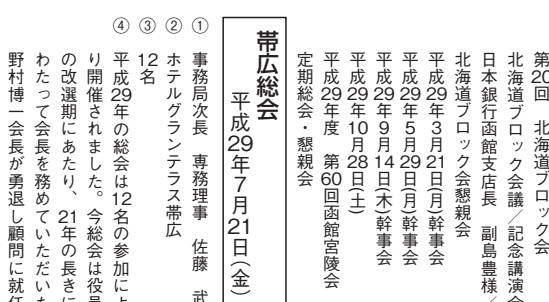 第20回　北海道ブロック会
北海道ブロック会議／記念講演会
日本銀行函館支店長　副島豊様／
北海道ブロック会懇親会
平成29年3月21日(月)幹事会
平成29年5月29日(月)幹事会
平成29年9月14日(木)幹事会
平成29年10月28日(土)
平成29年度　第60回函館宮陵会
定期総会・懇親会
帯広総会
平成29年7月21日(金)
① 事務局次長　専務理事　佐藤　武
② ホテルグランテラス帯広
③ 12名
④ 平成29年の総会は12名の参加によ
り開催されました。今総会は役員
の改選期にあたり、21年の長きに
わたって会長を務めていただいた
野村博一会長が勇退し顧問に就任